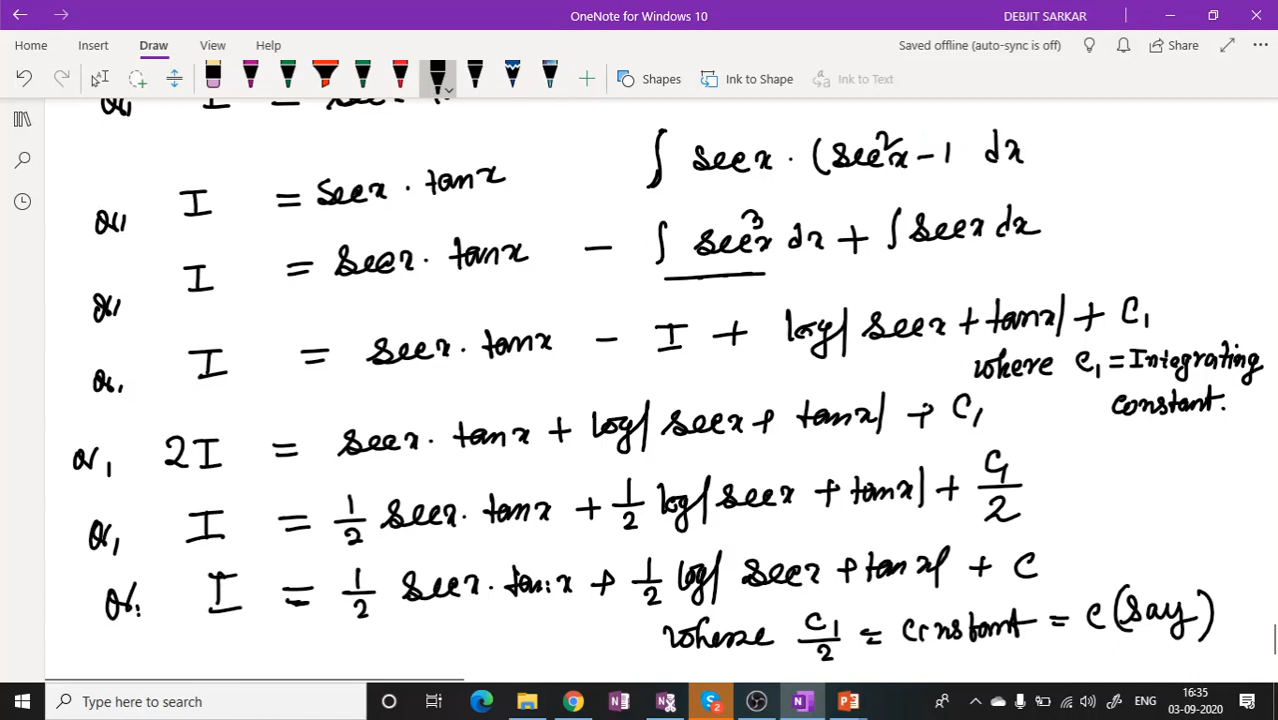 OneNote for Windows 10
DEBJIT SARKAR
Home Insert Draw View Help
Saved offline (auto-sync is off)
Share
Shapes Ink to Shape Ink to Text
or, I = secx · tanx ∫ secx · (sec²x - 1 dx
or, I = secx · tanx - ∫ sec³x dx + ∫ secx dx
or, I = secx · tanx - I + log|secx + tanx| + C₁
where C₁ = Integrating
constant.
or, 2I = secx · tanx + log|secx + tanx| + C₁
or, I = 1/2 secx · tanx + 1/2 log|secx + tanx| + C₁/2
or, I = 1/2 secx · tanx + 1/2 log|secx + tanx| + C
where C₁/2 = constant = C (say)
Type here to search
ENG
16:35
03-09-2020